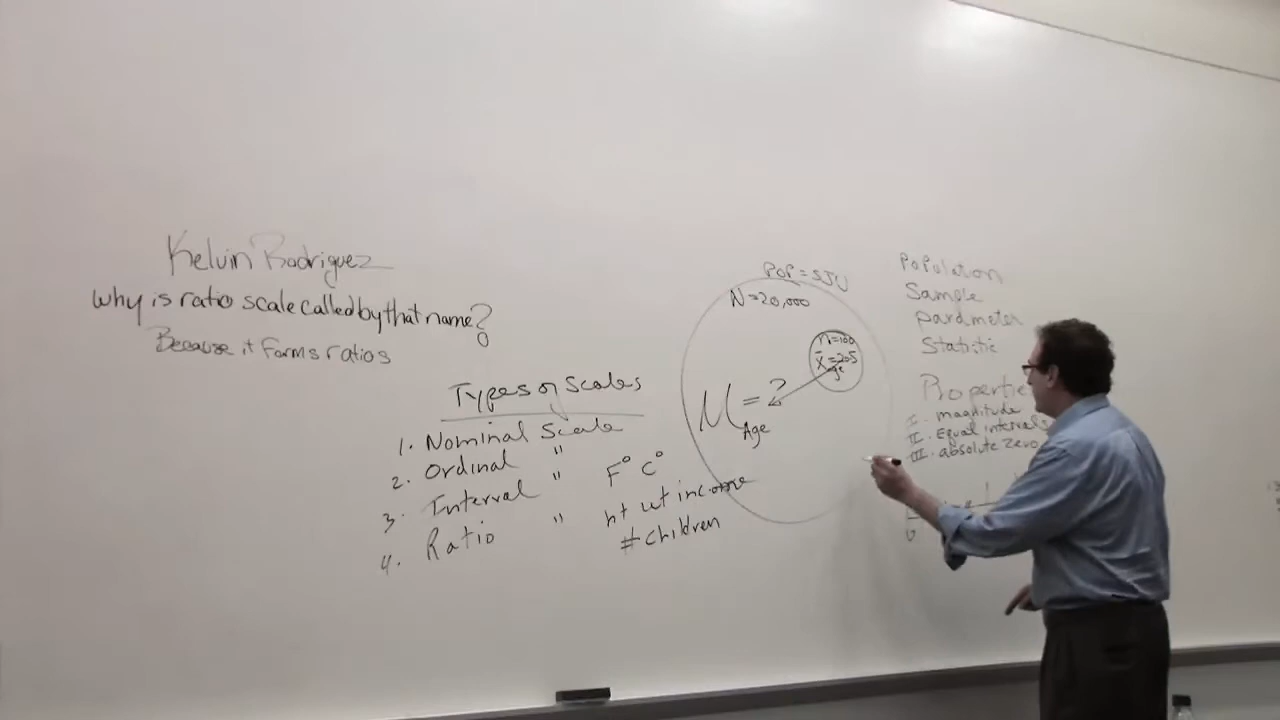 Kelvin Rodriguez
why is ratio scale called by that name?
Because it forms ratios
Types of Scales
1. Nominal Scale
2. Ordinal "
3. Interval " F° C°
4. Ratio " ht wt income
# children
POP = SJU
N = 20,000
n = 100
x̄ = 20.5
Age
M = ?
Age
Population
Sample
parameter
Statistic
Propertie
I. magnitude
II. Equal intervals
III. absolute zero